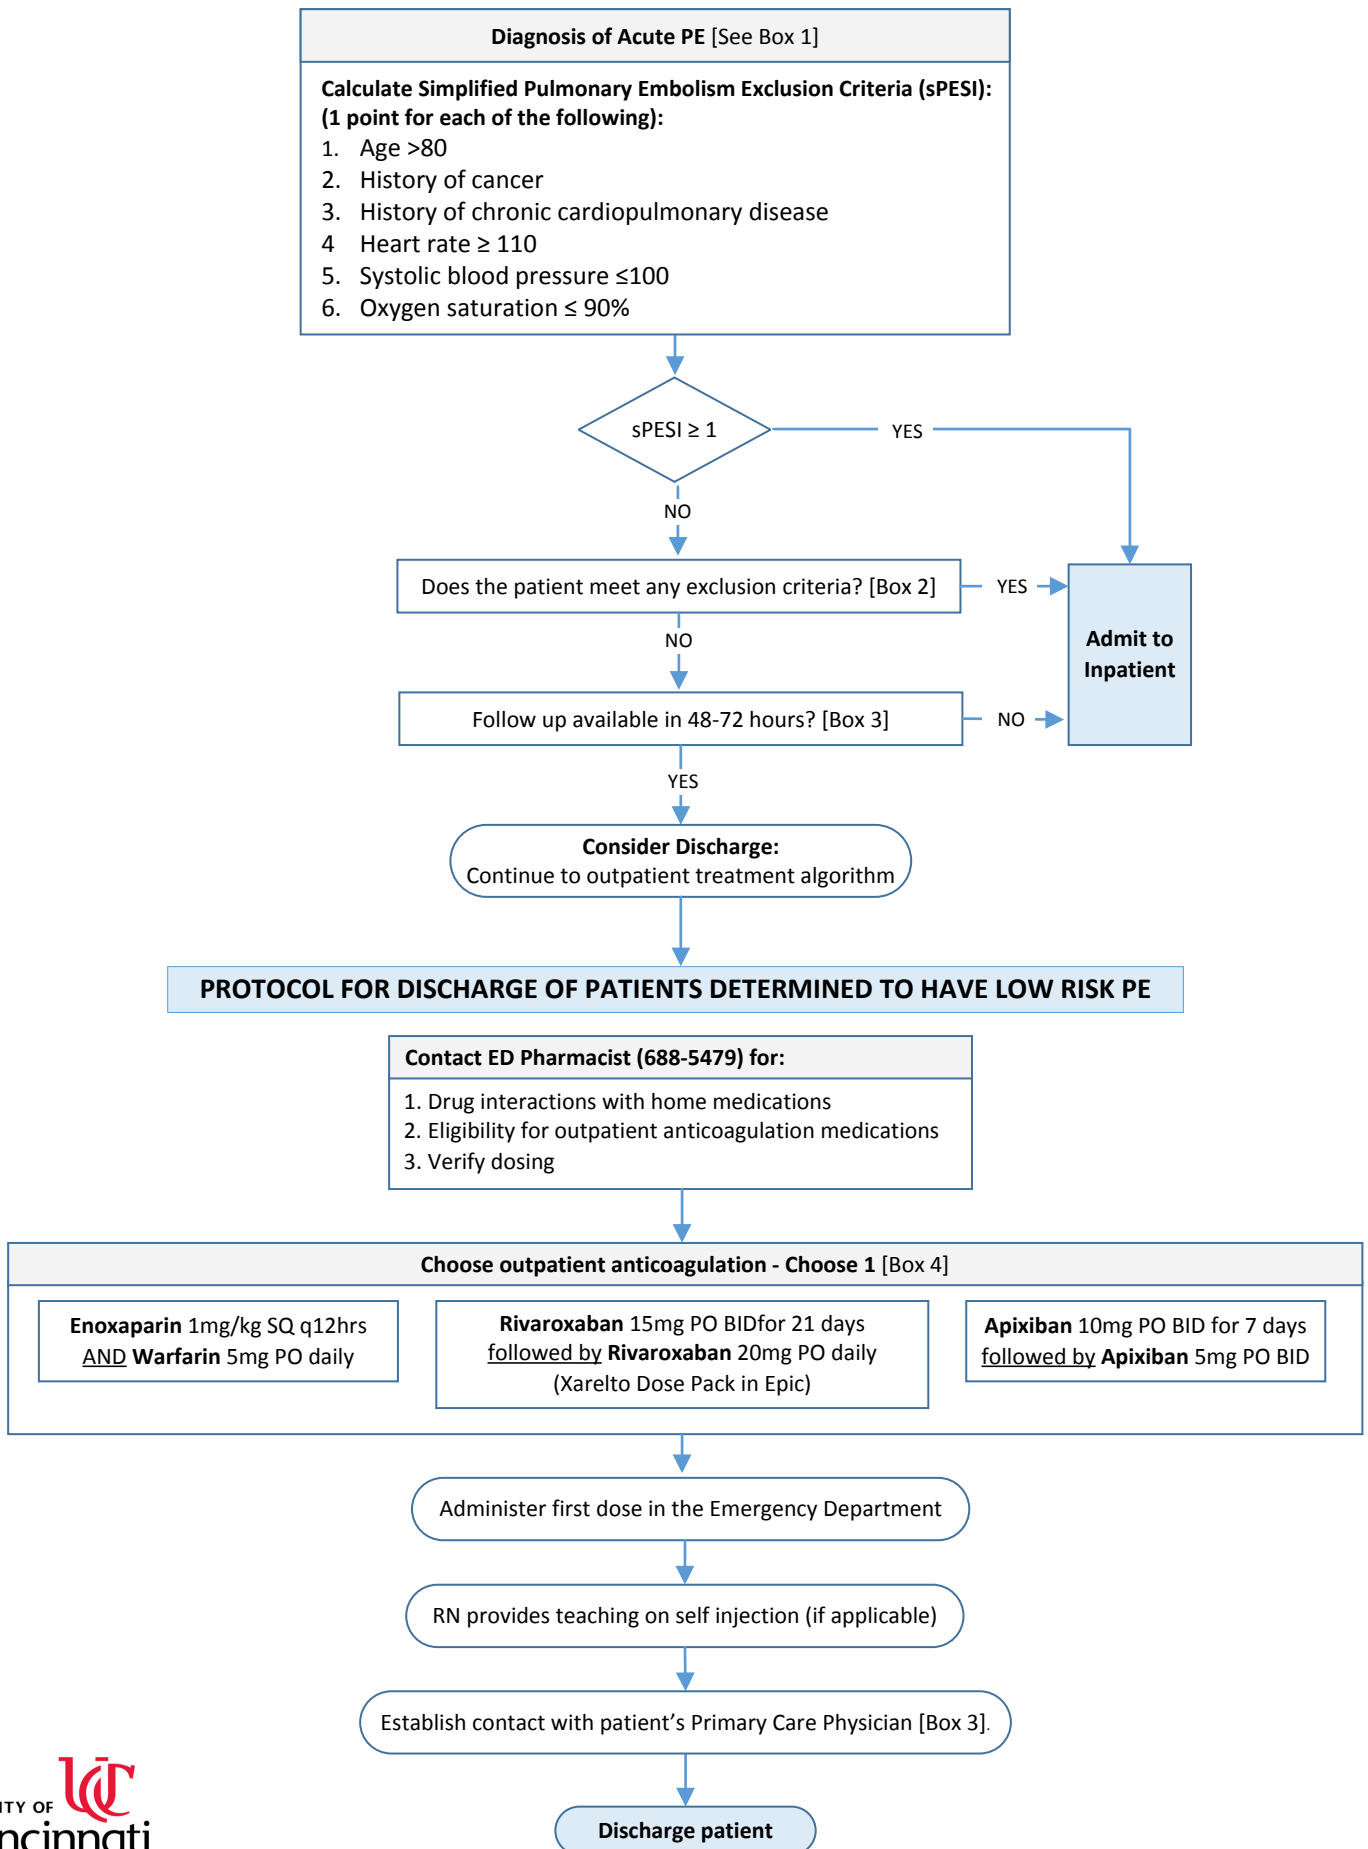 Diagnosis of Acute PE [See Box 1]
Calculate Simplified Pulmonary Embolism Exclusion Criteria (sPESI):
(1 point for each of the following):
1. Age >80
2. History of cancer
3. History of chronic cardiopulmonary disease
4 Heart rate ≥ 110
5. Systolic blood pressure ≤100
6. Oxygen saturation ≤ 90%
sPESI ≥ 1
YES
NO
Does the patient meet any exclusion criteria? [Box 2]
YES
Admit to
Inpatient
NO
Follow up available in 48-72 hours? [Box 3]
NO
YES
Consider Discharge:
Continue to outpatient treatment algorithm
PROTOCOL FOR DISCHARGE OF PATIENTS DETERMINED TO HAVE LOW RISK PE
Contact ED Pharmacist (688-5479) for:
1. Drug interactions with home medications
2. Eligibility for outpatient anticoagulation medications
3. Verify dosing
Choose outpatient anticoagulation - Choose 1 [Box 4]
Enoxaparin 1mg/kg SQ q12hrs
AND Warfarin 5mg PO daily
Rivaroxaban 15mg PO BIDfor 21 days
followed by Rivaroxaban 20mg PO daily
(Xarelto Dose Pack in Epic)
Apixiban 10mg PO BID for 7 days
followed by Apixiban 5mg PO BID
Administer first dose in the Emergency Department
RN provides teaching on self injection (if applicable)
Establish contact with patient's Primary Care Physician [Box 3].
Discharge patient
UC
ITY OF
ncinnati